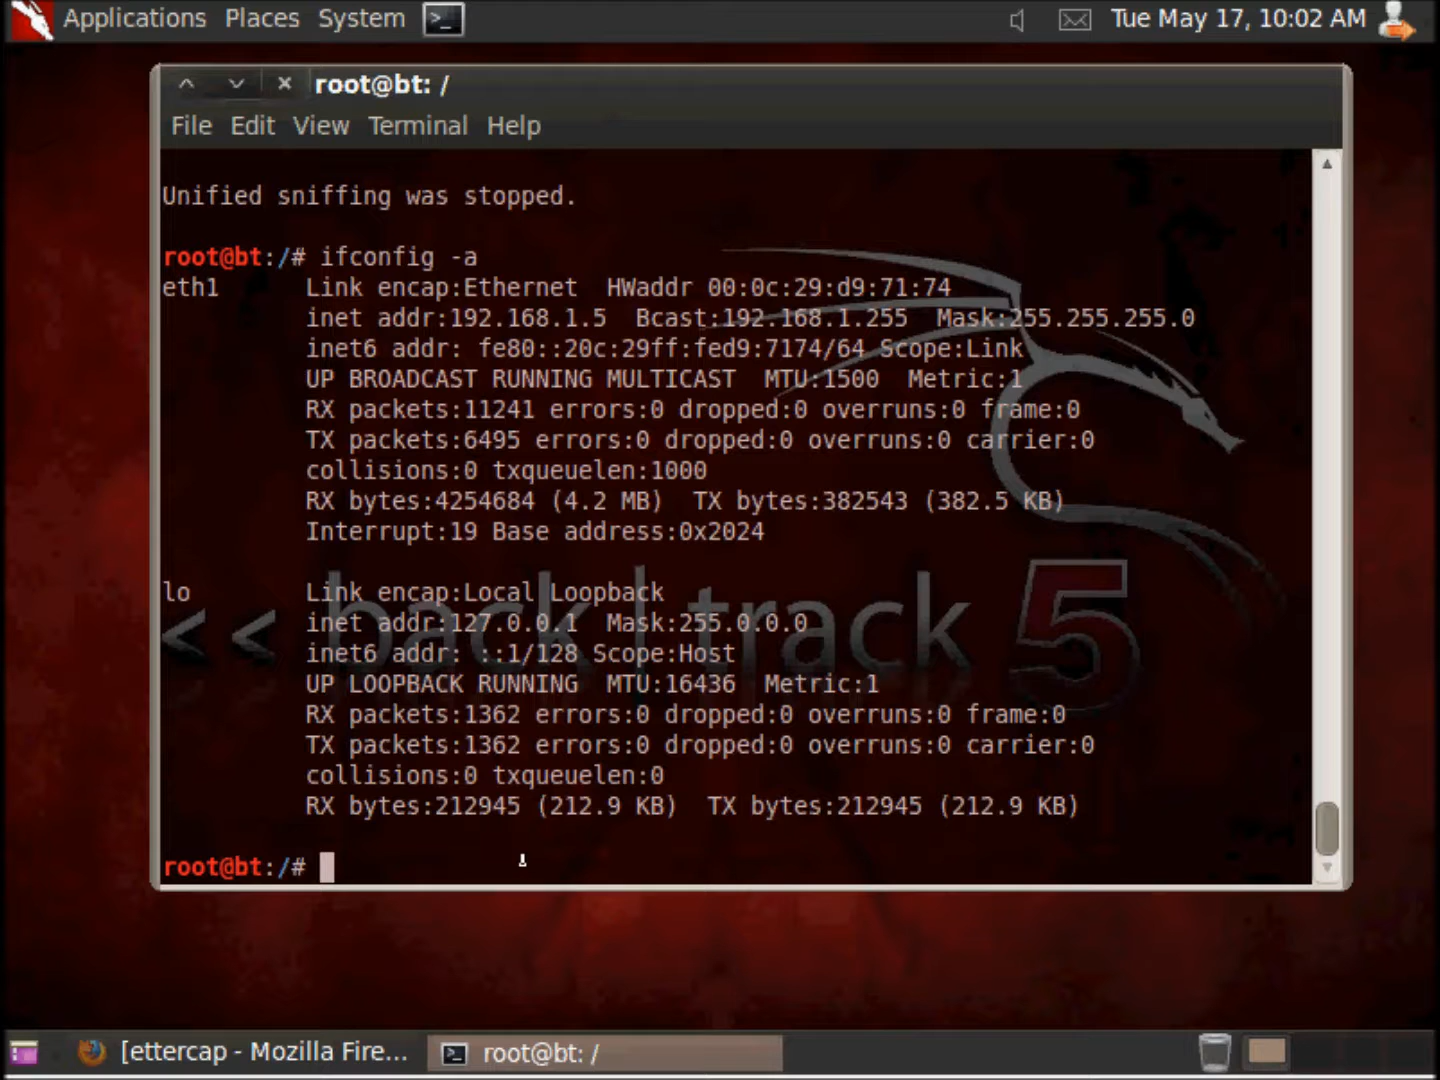 Applications Places System Tue May 17, 10:02 AM
root@bt: /
File Edit View Terminal Help
Unified sniffing was stopped.
root@bt:/# ifconfig -a
eth1 Link encap:Ethernet HWaddr 00:0c:29:d9:71:74
inet addr:192.168.1.5 Bcast:192.168.1.255 Mask:255.255.255.0
inet6 addr: fe80::20c:29ff:fed9:7174/64 Scope:Link
UP BROADCAST RUNNING MULTICAST MTU:1500 Metric:1
RX packets:11241 errors:0 dropped:0 overruns:0 frame:0
TX packets:6495 errors:0 dropped:0 overruns:0 carrier:0
collisions:0 txqueuelen:1000
RX bytes:4254684 (4.2 MB) TX bytes:382543 (382.5 KB)
Interrupt:19 Base address:0x2024
lo Link encap:Local Loopback
inet addr:127.0.0.1 Mask:255.0.0.0
<< back | track 5
inet6 addr: ::1/128 Scope:Host
UP LOOPBACK RUNNING MTU:16436 Metric:1
RX packets:1362 errors:0 dropped:0 overruns:0 frame:0
TX packets:1362 errors:0 dropped:0 overruns:0 carrier:0
collisions:0 txqueuelen:0
RX bytes:212945 (212.9 KB) TX bytes:212945 (212.9 KB)
root@bt:/#
[ettercap - Mozilla Fire... root@bt: /